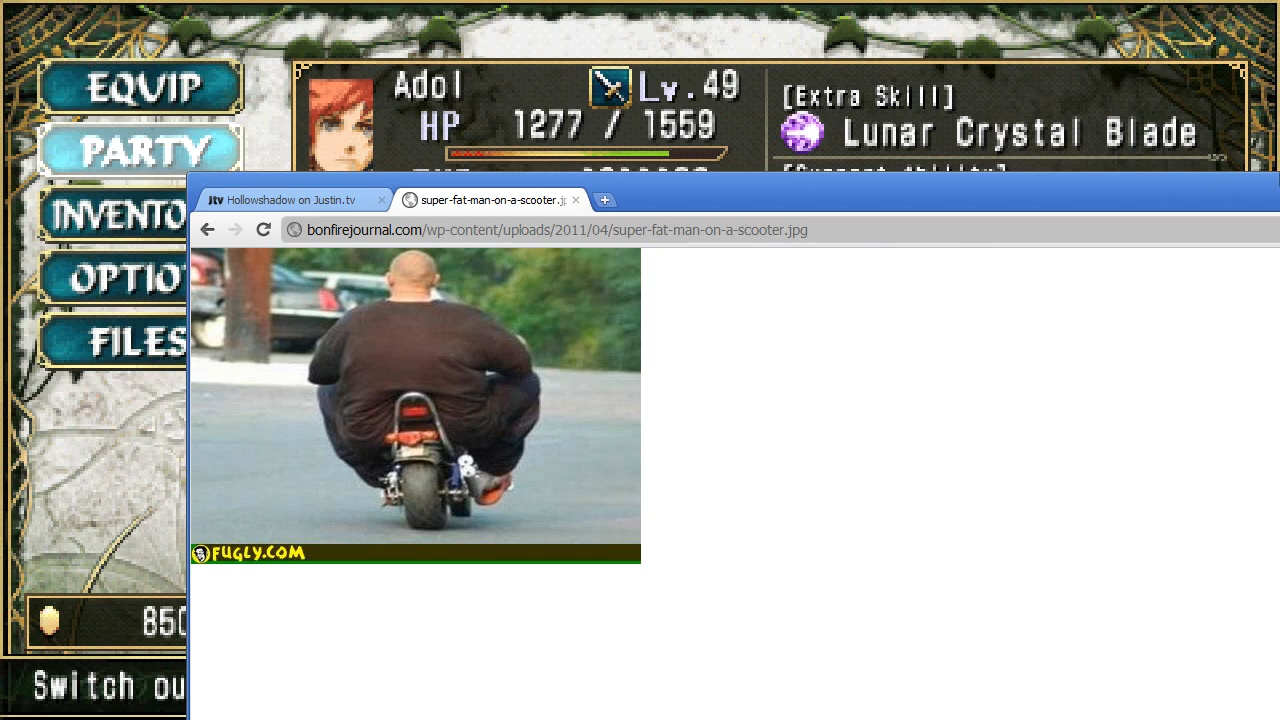 EQUIP
PARTY
INVENTO
OPTIO
FILES
Adol
Lv.49
HP 1277 / 1559
[Extra Skill]
Lunar Crystal Blade
Jtv Hollowshadow on Justin.tv
super-fat-man-on-a-scooter.jp
bonfirejournal.com/wp-content/uploads/2011/04/super-fat-man-on-a-scooter.jpg
FUGLY.COM
850
Switch ou